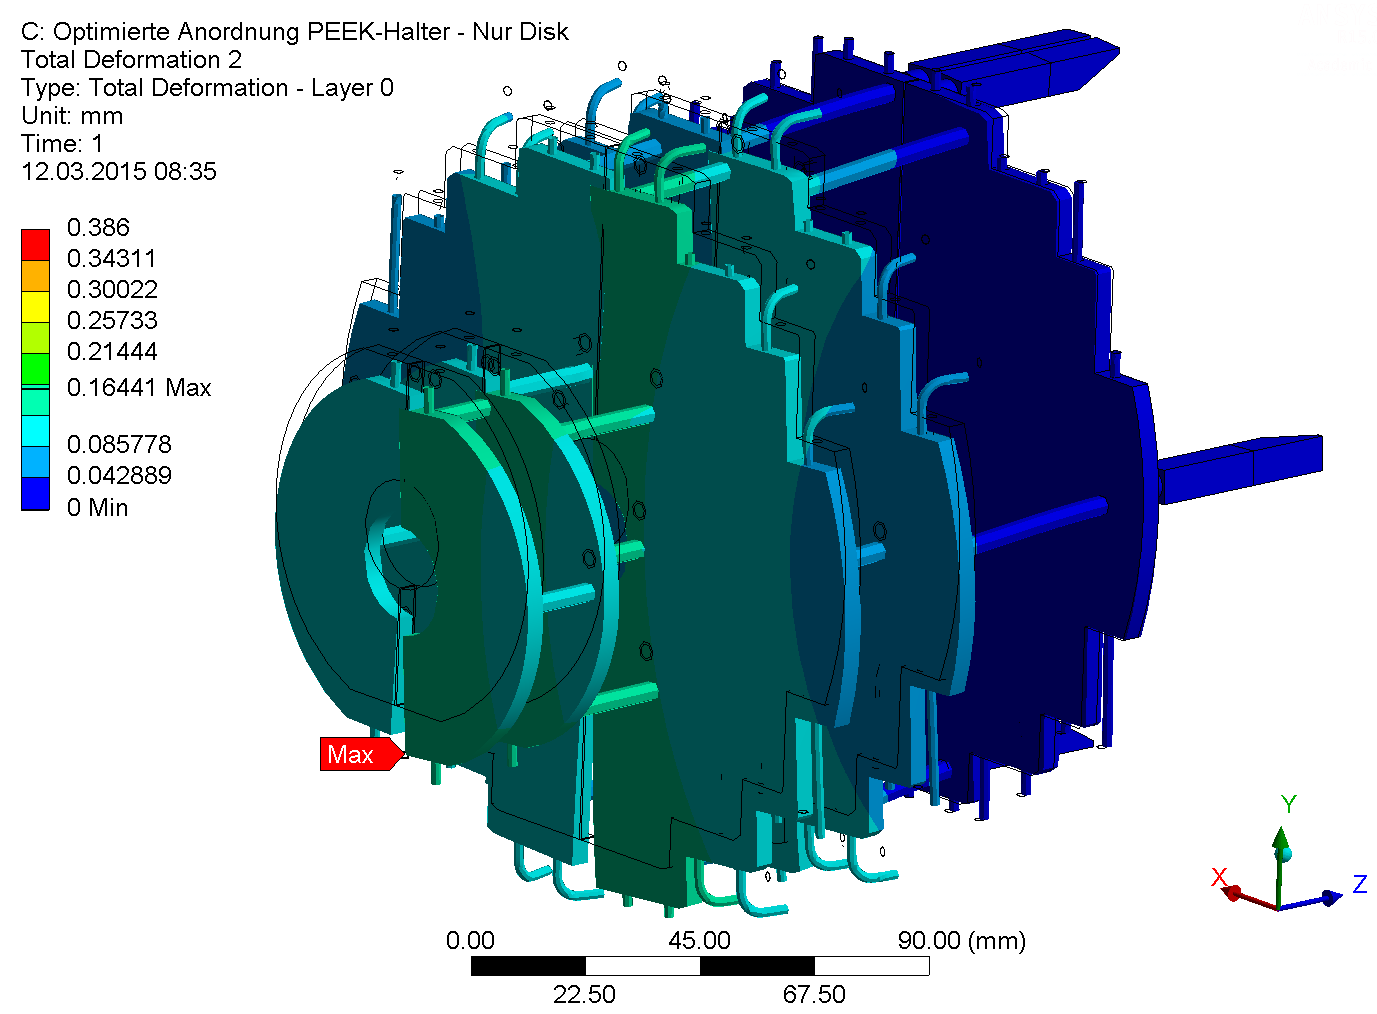 C: Optimierte Anordnung PEEK-Halter - Nur Disk
Total Deformation 2
Type: Total Deformation - Layer 0
Unit: mm
Time: 1
12.03.2015 08:35
0.386
0.34311
0.30022
0.25733
0.21444
0.16441 Max
0.085778
0.042889
0 Min
Max
Y
X
Z
0.00
45.00
90.00 (mm)
22.50
67.50